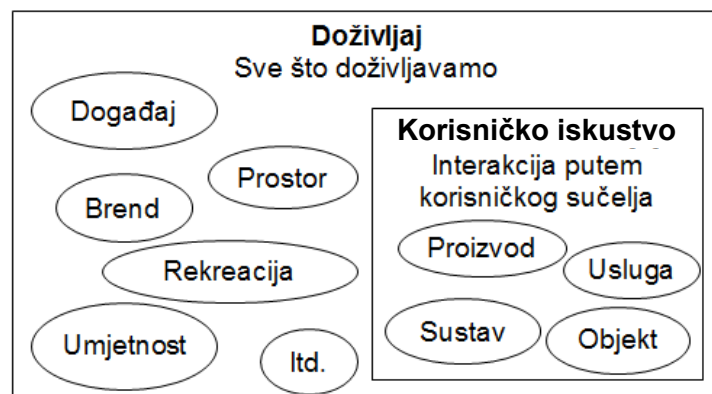 Doživljaj
Sve što doživljavamo
Događaj
Prostor
Brend
Rekreacija
Umjetnost
Itd.
Korisničko iskustvo
Interakcija putem
korisničkog sučelja
Proizvod
Usluga
Sustav
Objekt